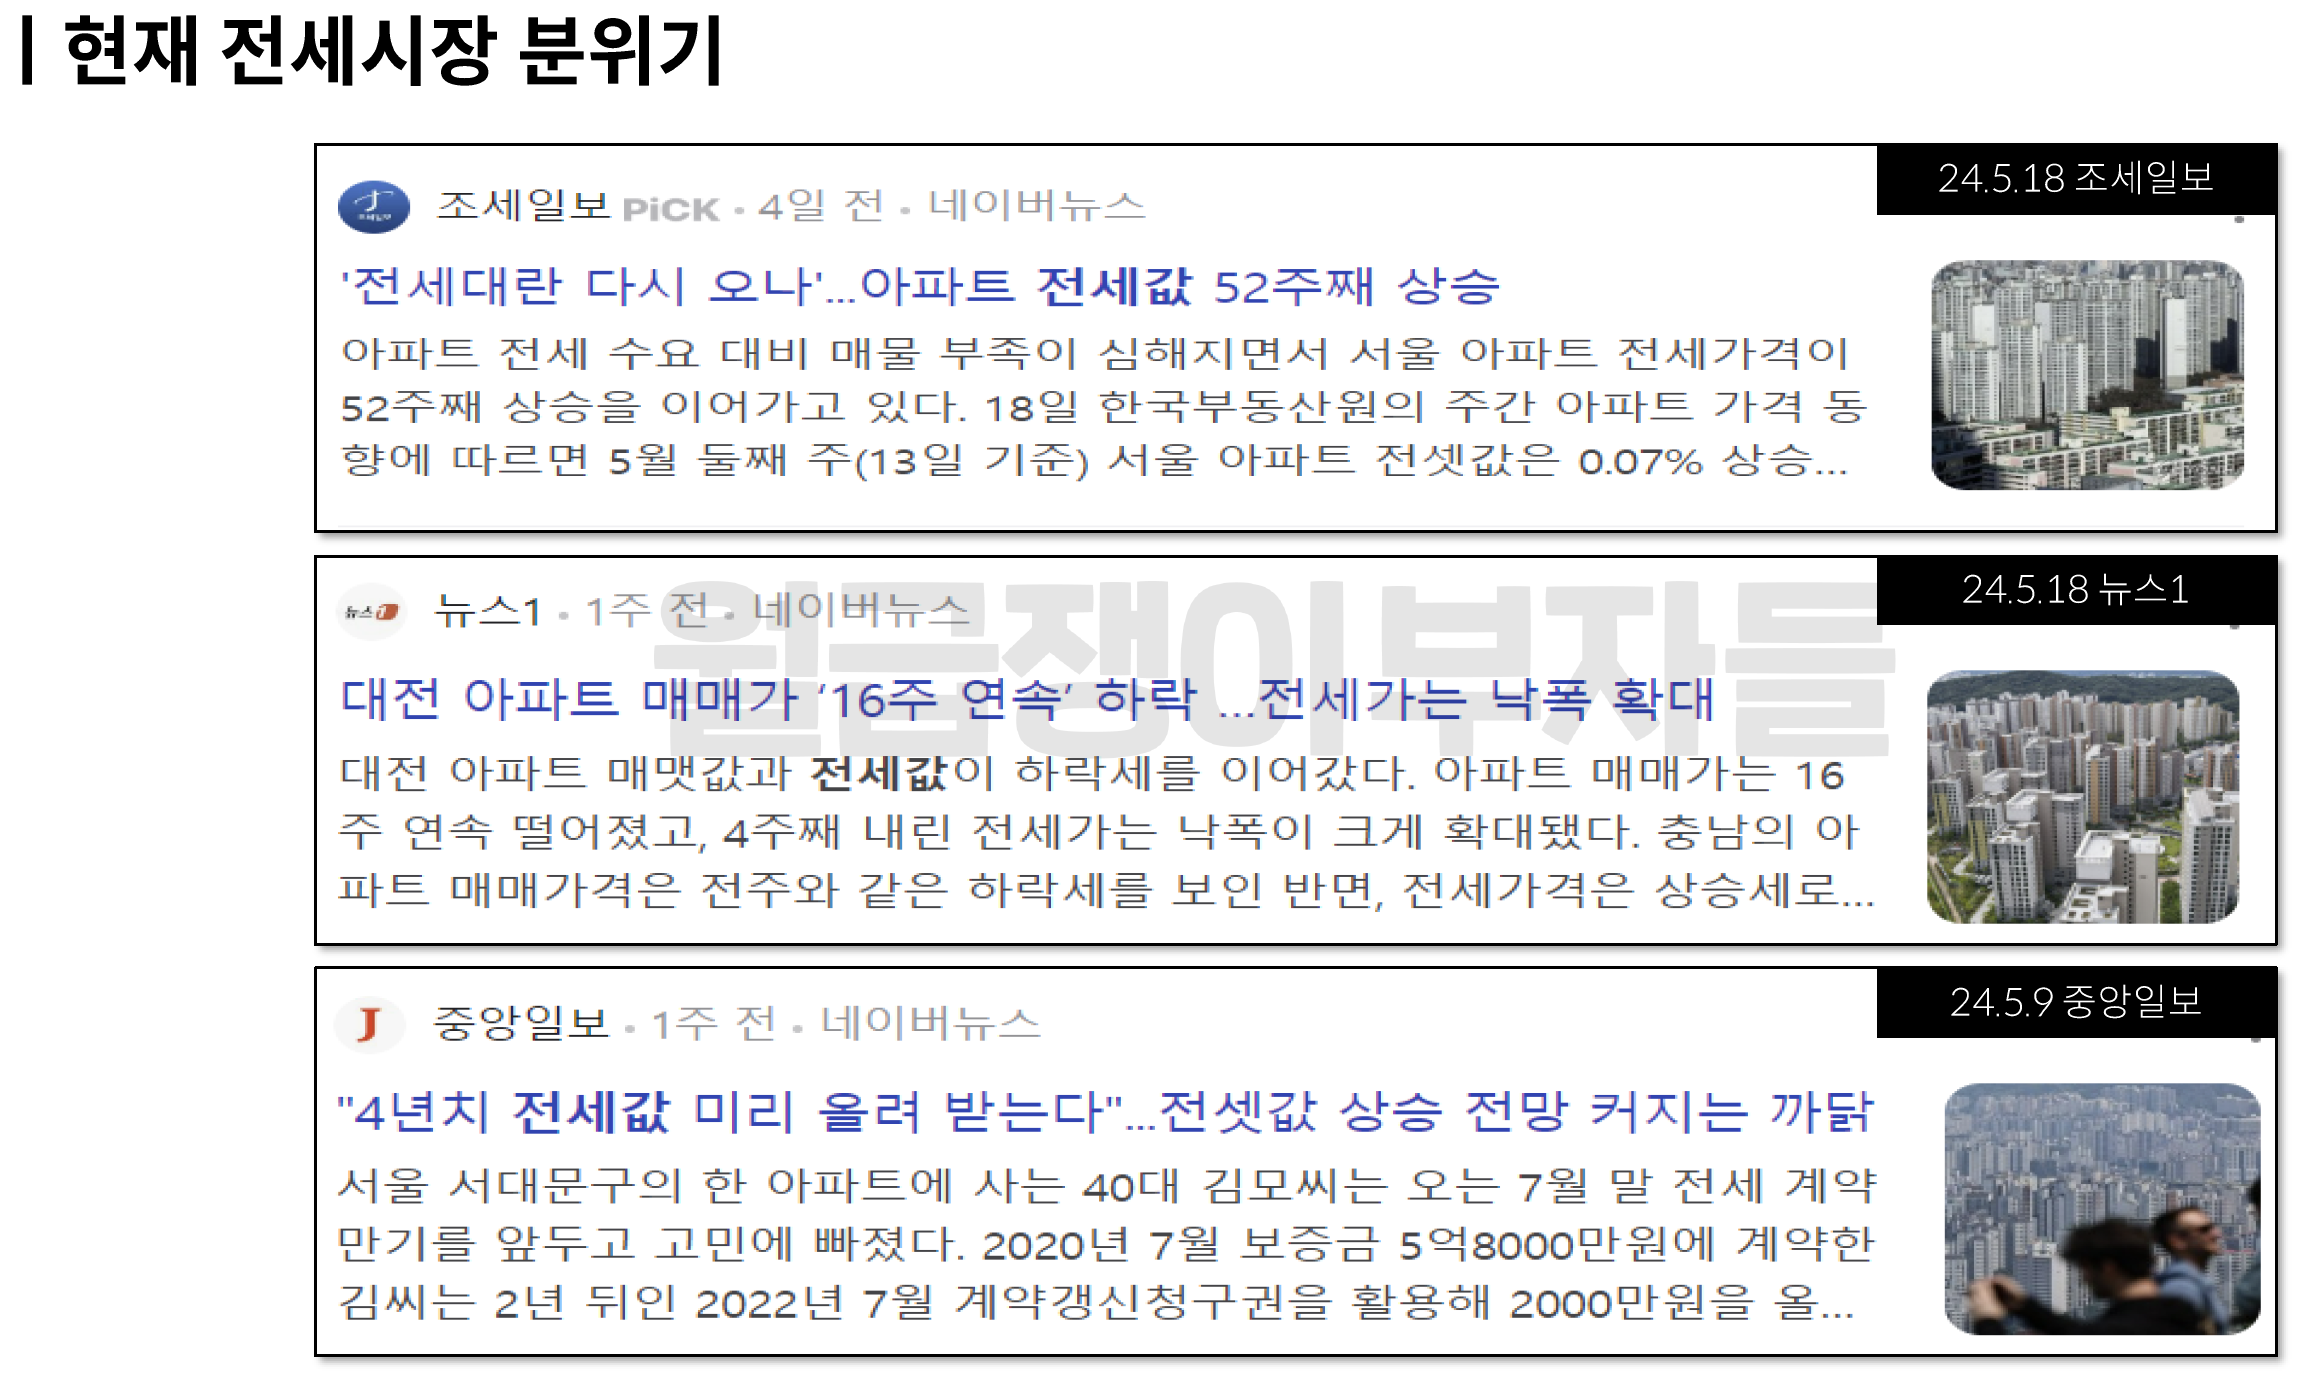 | 현재 전세시장 분위기
24.5.18 조세일보
조세일보 PiCK · 4일 전 · 네이버뉴스
'전세대란 다시 오나'...아파트 전세값 52주째 상승
아파트 전세 수요 대비 매물 부족이 심해지면서 서울 아파트 전세가격이
52주째 상승을 이어가고 있다. 18일 한국부동산원의 주간 아파트 가격 동
향에 따르면 5월 둘째 주(13일 기준) 서울 아파트 전셋값은 0.07% 상승...
24.5.18 뉴스1
뉴스1
뉴스1 · 1주 전 · 네이버뉴스
월급쟁이부자들
대전 아파트 매매가 ‘16주 연속’ 하락 ...전세가는 낙폭 확대
대전 아파트 매맷값과 전세값이 하락세를 이어갔다. 아파트 매매가는 16
주 연속 떨어졌고, 4주째 내린 전세가는 낙폭이 크게 확대됐다. 충남의 아
파트 매매가격은 전주와 같은 하락세를 보인 반면, 전세가격은 상승세로...
24.5.9 중앙일보
J
중앙일보 · 1주 전 · 네이버뉴스
"4년치 전세값 미리 올려 받는다"...전셋값 상승 전망 커지는 까닭
서울 서대문구의 한 아파트에 사는 40대 김모씨는 오는 7월 말 전세 계약
만기를 앞두고 고민에 빠졌다. 2020년 7월 보증금 5억8000만원에 계약한
김씨는 2년 뒤인 2022년 7월 계약갱신청구권을 활용해 2000만원을 올...